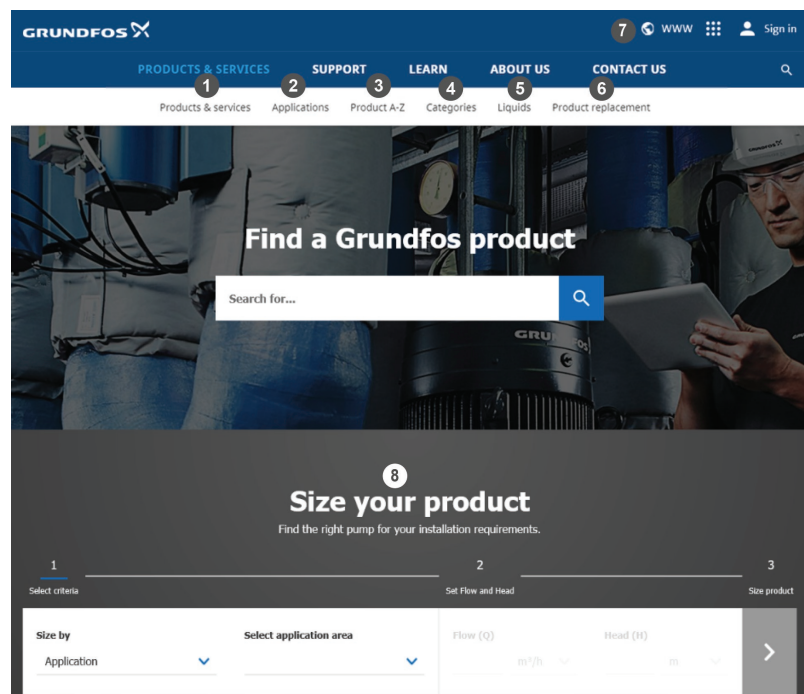 GRUNDFOS
7 WWW Sign in
PRODUCTS & SERVICES SUPPORT LEARN ABOUT US CONTACT US
1 2 3 4 5 6
Products & services Applications Product A-Z Categories Liquids Product replacement
GRUNDFOS
Find a Grundfos product
Search for...
GRUNDFOS
8
Size your product
Find the right pump for your installation requirements.
1 2 3
Select criteria Set Flow and Head Size product
Size by Select application area Flow (Q) Head (H)
Application m³/h m